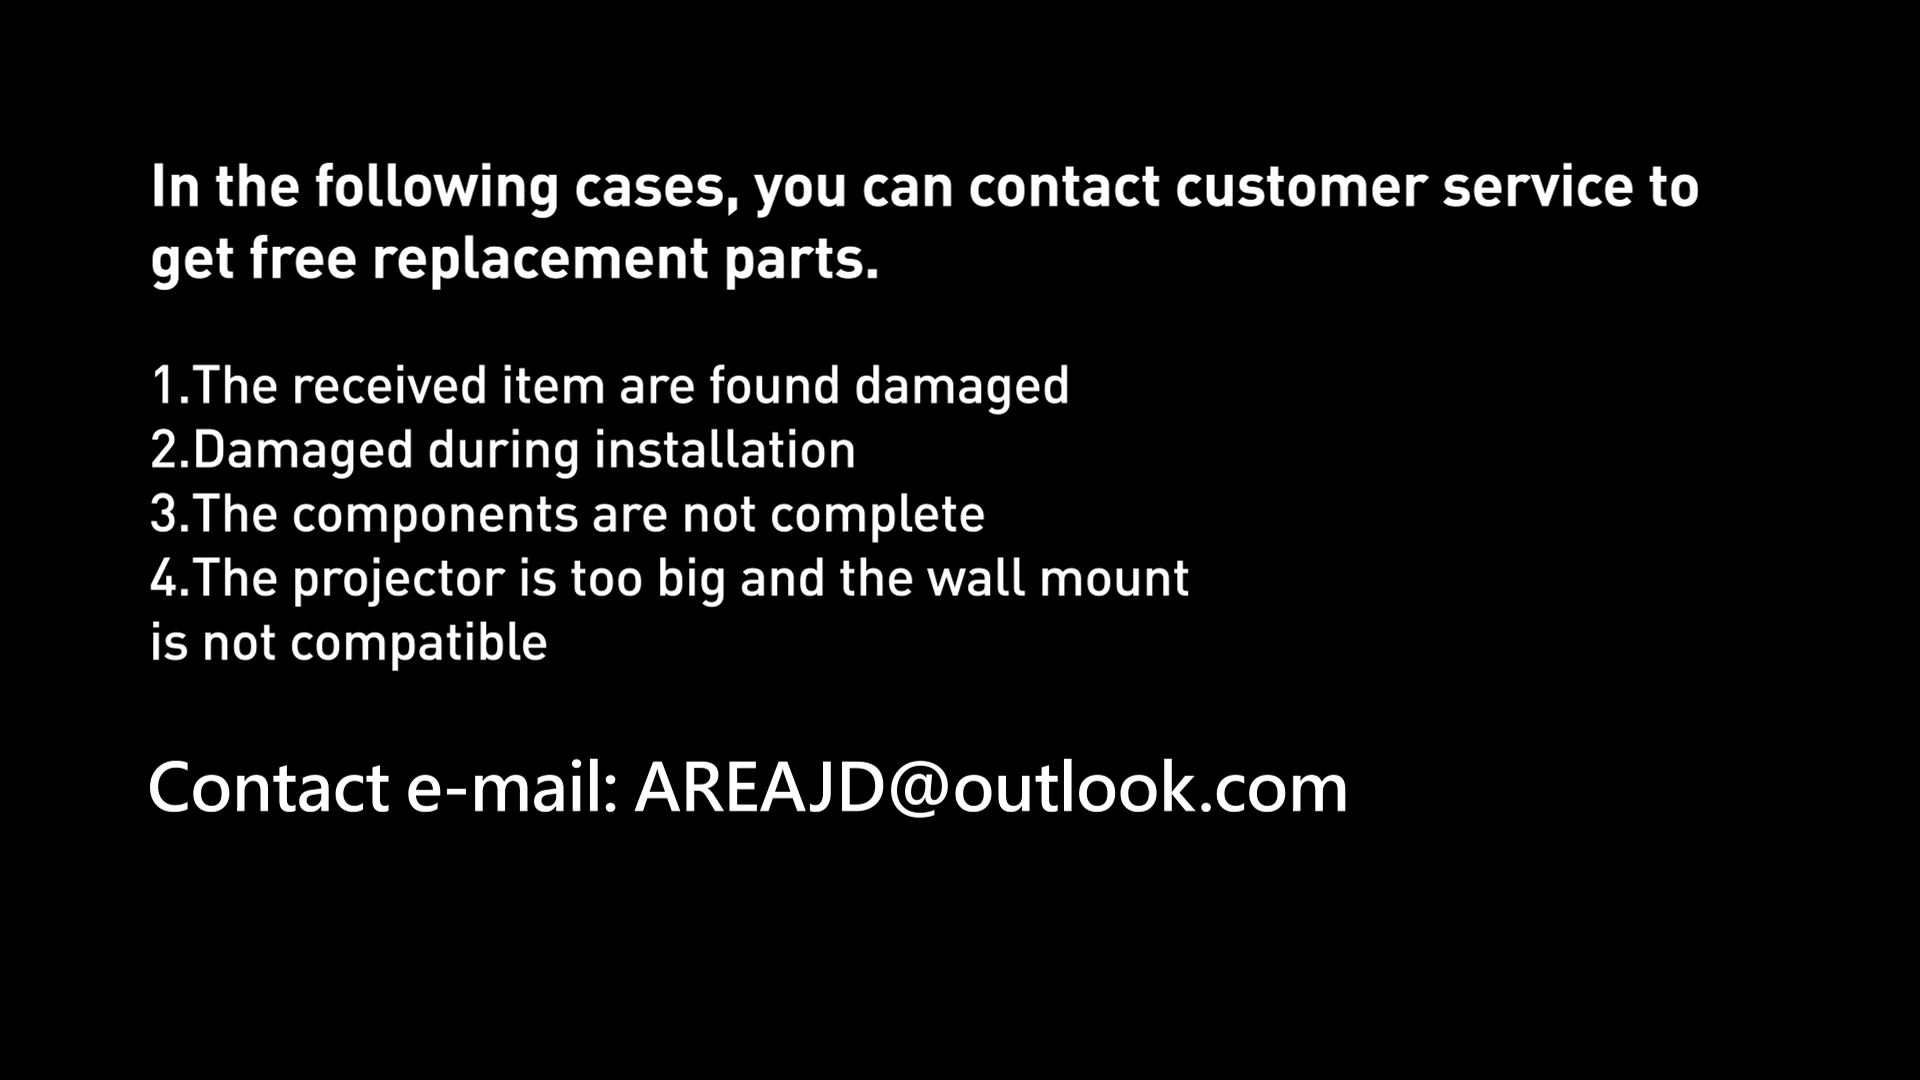 In the following cases, you can contact customer service to
get free replacement parts.
1.The received item are found damaged
2.Damaged during installation
3.The components are not complete
4.The projector is too big and the wall mount
is not compatible
Contact e-mail: AREAJD@outlook.com